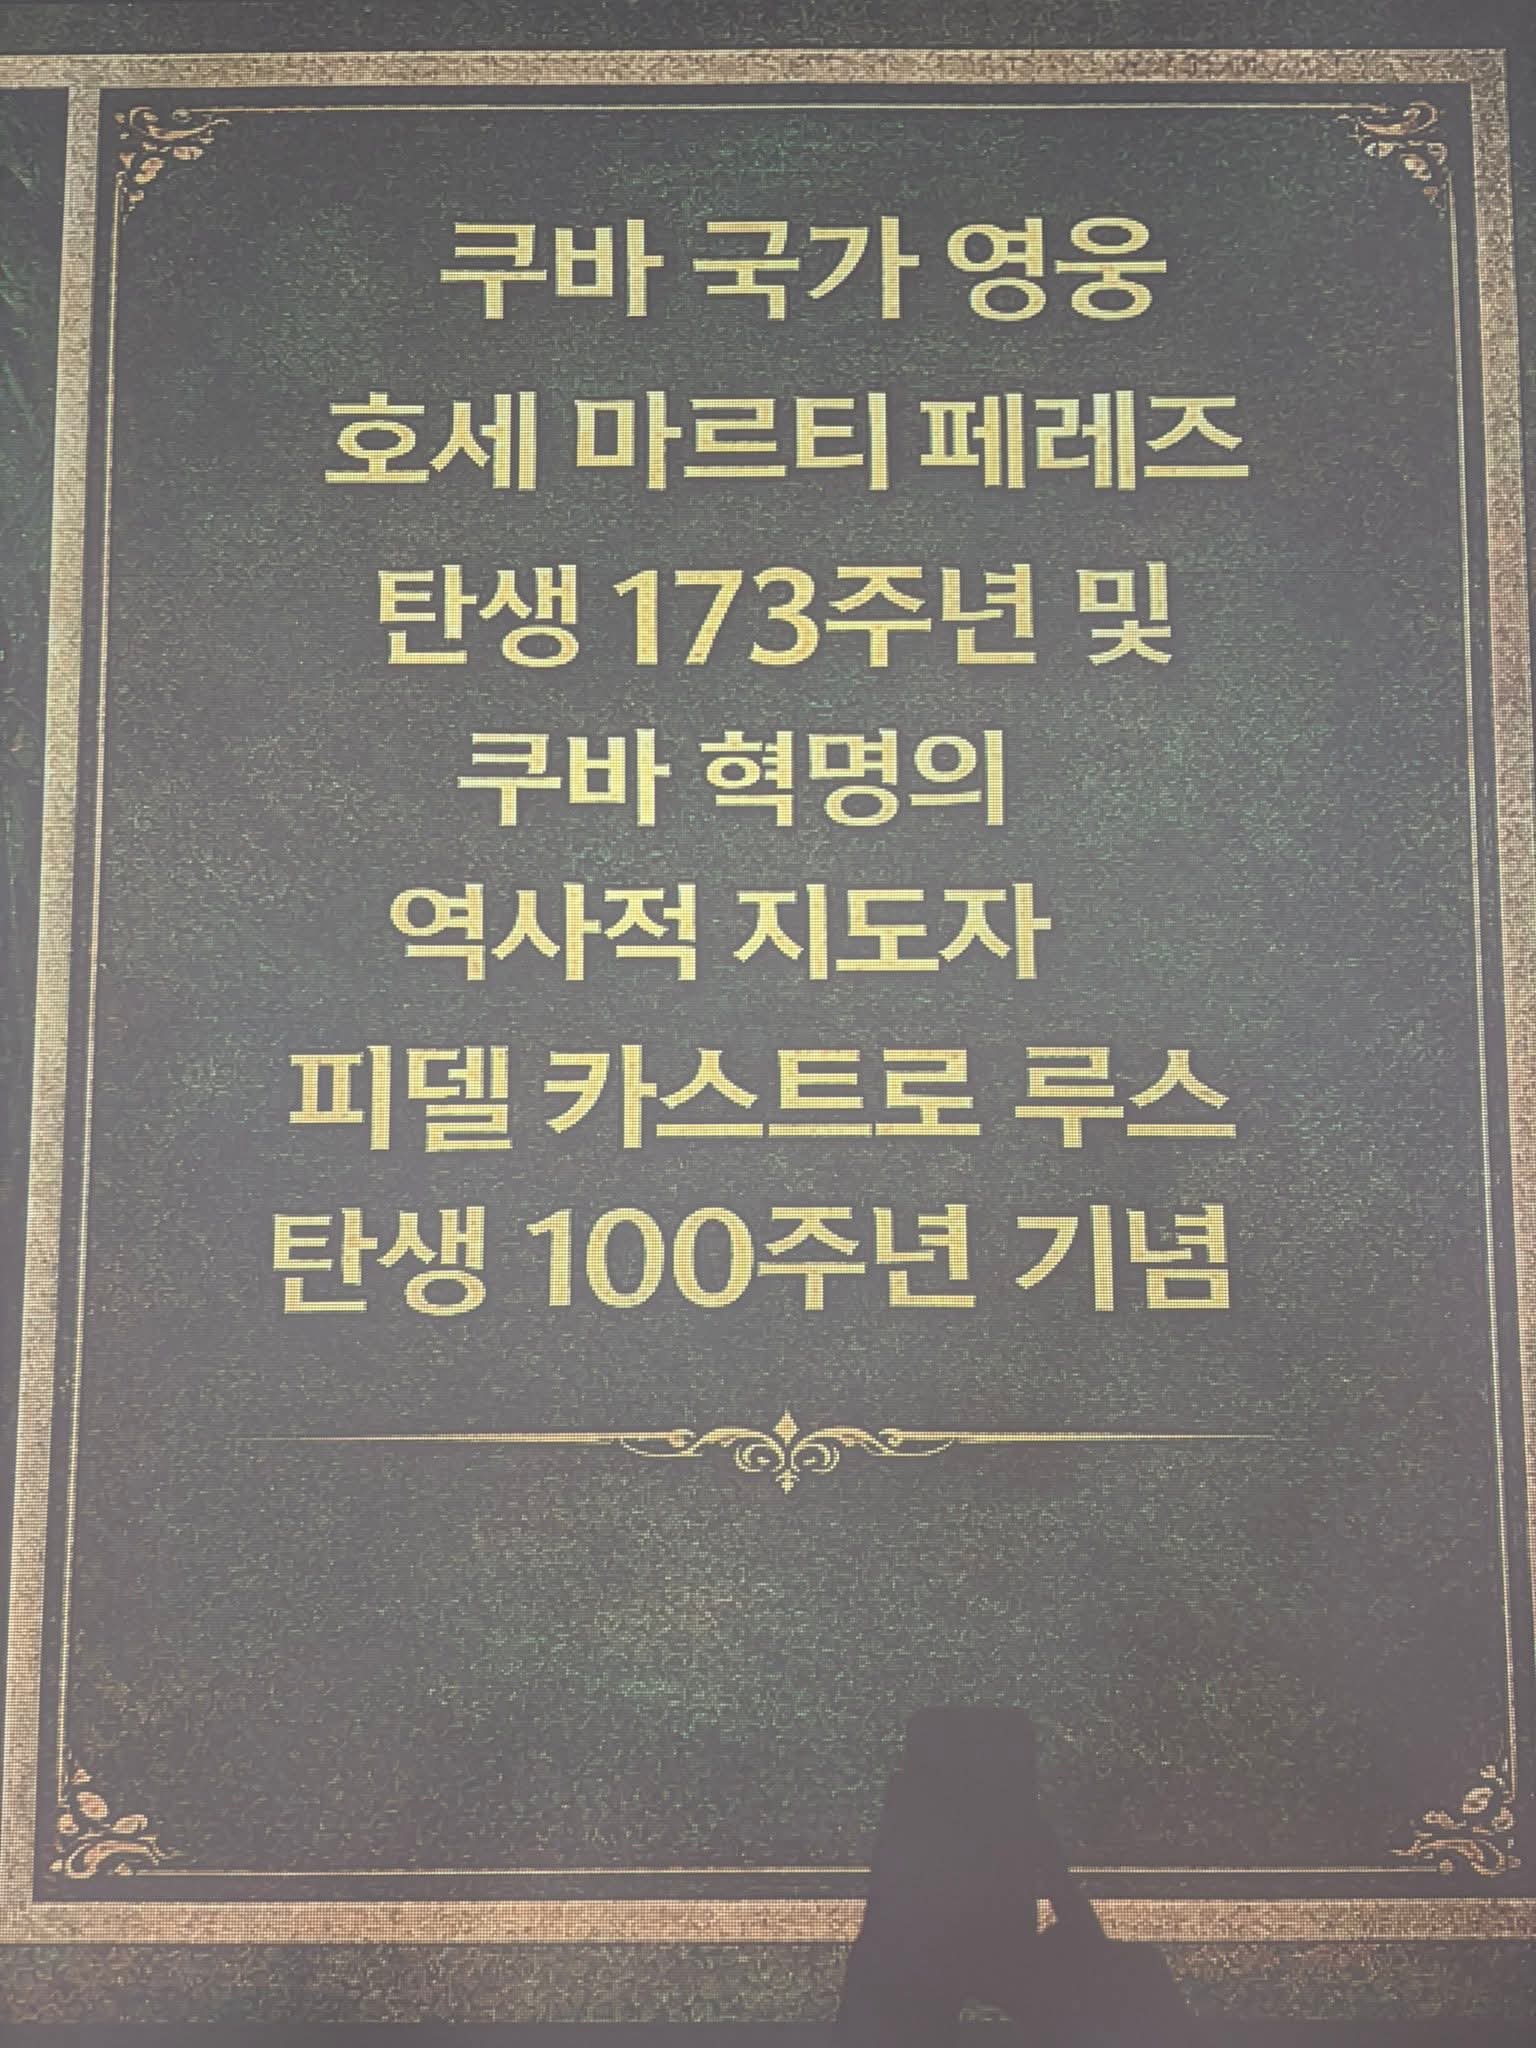 쿠바 국가 영웅
호세 마르티 페레즈
탄생 173주년 및
쿠바 혁명의
역사적 지도자
피델 카스트로 루스
탄생 100주년 기념